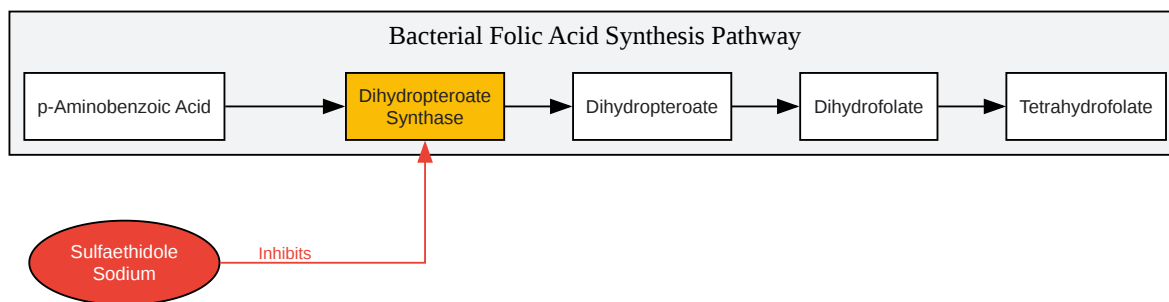 Bacterial Folic Acid Synthesis Pathway
p-Aminobenzoic Acid
Dihydropteroate
Synthase
Dihydropteroate
Dihydrofolate
Tetrahydrofolate
Sulfaethidole
Sodium
Inhibits